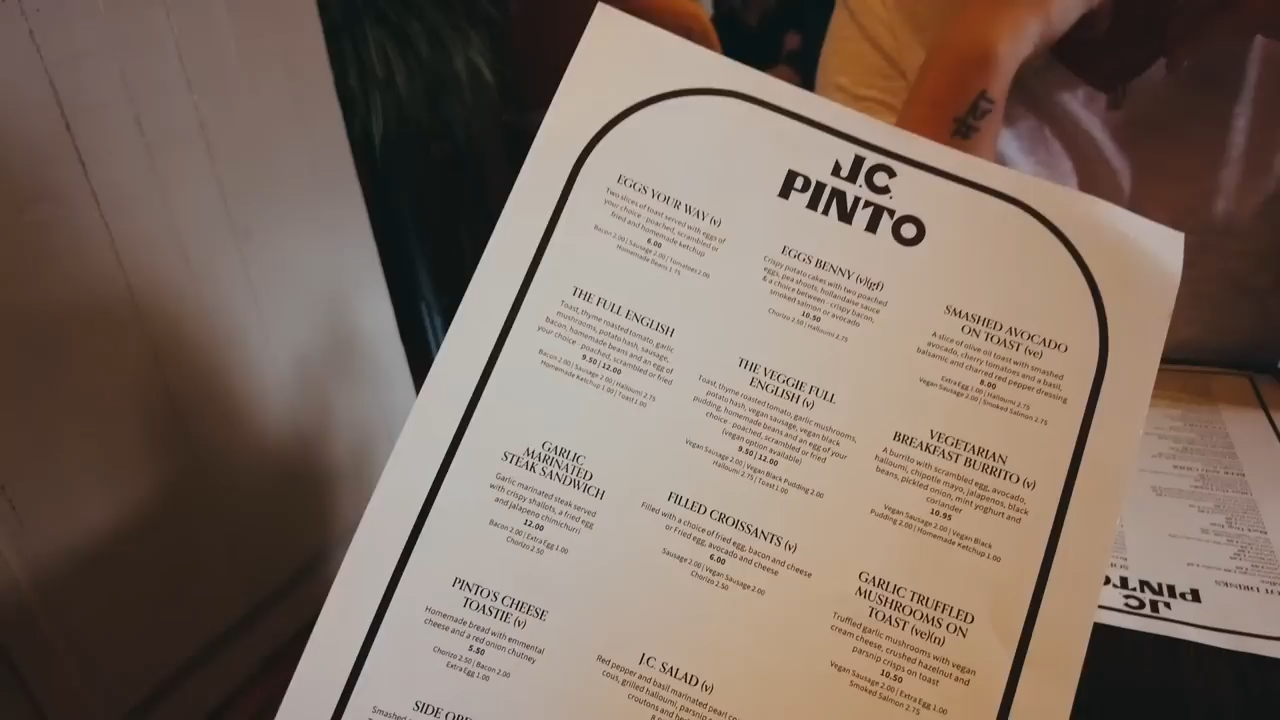 J.C.
PINTO
EGGS YOUR WAY (v)
Two slices of toast served with eggs of
your choice - poached, scrambled or
fried and homemade ketchup
6.00
Bacon 2.00 | Sausage 2.00 | Tomatoes 2.00
Homemade Beans 1.75
EGGS BENNY (v)(gf)
Crispy potato cakes with two poached
eggs, pea shoots, hollandaise sauce
& a choice between - crispy bacon,
smoked salmon or avocado
10.50
Chorizo 2.50 | Halloumi 2.75
SMASHED AVOCADO
ON TOAST (ve)
A slice of olive oil toast with smashed
avocado, cherry tomatoes and a basil,
balsamic and charred red pepper dressing
8.00
Extra Egg 1.00 | Halloumi 2.75
Vegan Sausage 2.00 | Smoked Salmon 2.75
THE FULL ENGLISH
Toast, thyme roasted tomato, garlic
mushrooms, potato hash, sausage,
bacon, homemade beans and an egg of
your choice - poached, scrambled or fried
9.50 | 12.00
Bacon 2.00 | Sausage 2.00 | Halloumi 2.75
Homemade Ketchup 1.00 | Toast 1.00
THE VEGGIE FULL
ENGLISH (v)
Toast, thyme roasted tomato, garlic mushrooms,
potato hash, vegan sausage, vegan black
pudding, homemade beans and an egg of your
choice - poached, scrambled or fried
(vegan option available)
9.50 | 12.00
Vegan Sausage 2.00 | Vegan Black Pudding 2.00
Halloumi 2.75 | Toast 1.00
VEGETARIAN
BREAKFAST BURRITO (v)
A burrito with scrambled egg, avocado,
halloumi, chipotle mayo, jalapenos, black
beans, pickled onion, mint yoghurt and
coriander
10.95
Vegan Sausage 2.00 | Vegan Black
Pudding 2.00 | Homemade Ketchup 1.00
GARLIC
MARINATED
STEAK SANDWICH
Garlic marinated steak served
with crispy shallots, a fried egg
and jalapeno chimichurri
12.00
Bacon 2.00 | Extra Egg 1.00
Chorizo 2.50
FILLED CROISSANTS (v)
Filled with a choice of fried egg, bacon and cheese
or Fried egg, avocado and cheese
6.00
Sausage 2.00 | Vegan Sausage 2.00
Chorizo 2.50
GARLIC TRUFFLED
MUSHROOMS ON
TOAST (ve)(n)
Truffled garlic mushrooms with vegan
cream cheese, crushed hazelnut and
parsnip crisps on toast
10.50
Vegan Sausage 2.00 | Extra Egg 1.00
Smoked Salmon 2.75
PINTO'S CHEESE
TOASTIE (v)
Homemade bread with emmental
cheese and a red onion chutney
5.50
Chorizo 2.50 | Bacon 2.00
Extra Egg 1.00
J.C. SALAD (v)
Red pepper and basil marinated pearl cous
cous, grilled halloumi, parsnip
croutons and
SIDE
Smashed
J.C.
PINTO